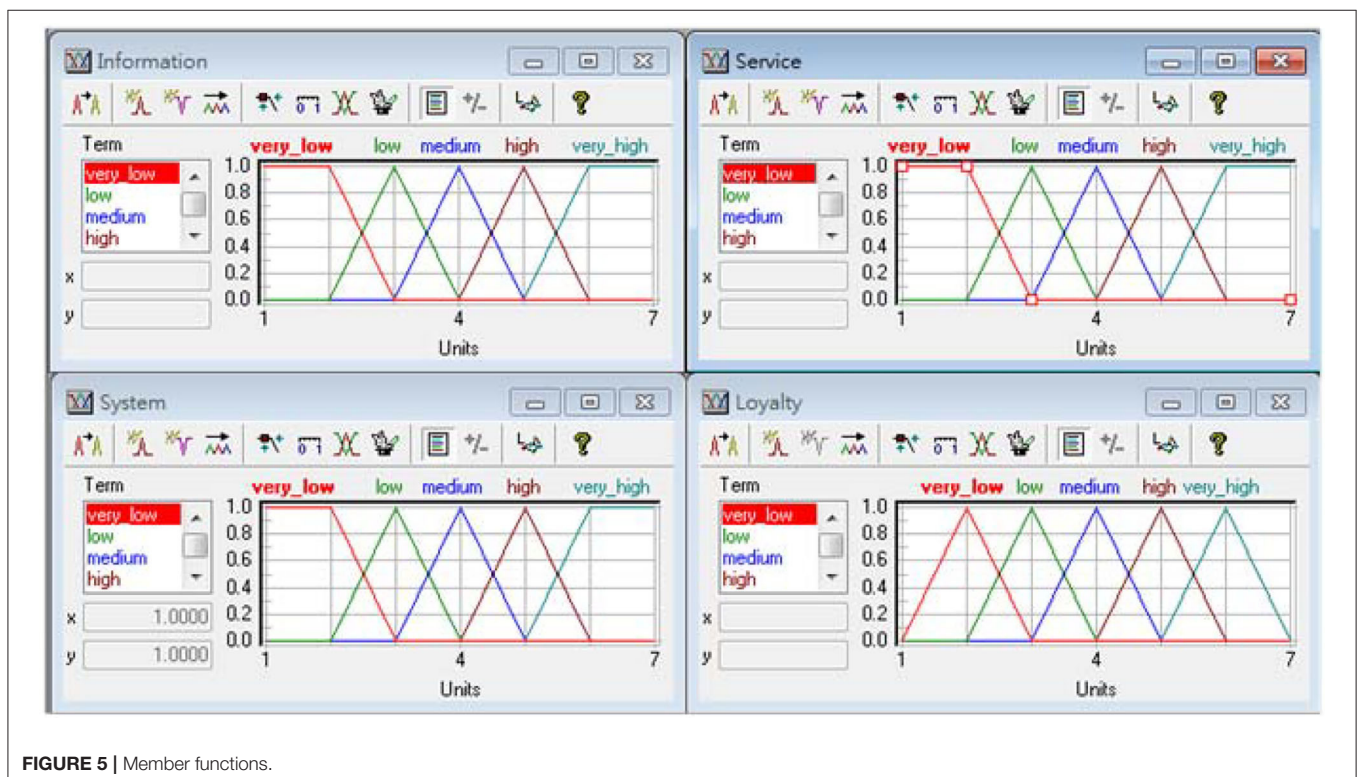 Information
Term
very_low
low
medium
high
x
y
very_low low medium high very_high
1.0
0.8
0.6
0.4
0.2
0.0
1 4 7
Units
Service
Term
very_low
low
medium
high
x
y
very_low low medium high very_high
1.0
0.8
0.6
0.4
0.2
0.0
1 4 7
Units
System
Term
very_low
low
medium
high
x 1.0000
y 1.0000
very_low low medium high very_high
1.0
0.8
0.6
0.4
0.2
0.0
1 4 7
Units
Loyalty
Term
very_low
low
medium
high
x
y
very_low low medium high very_high
1.0
0.8
0.6
0.4
0.2
0.0
1 4 7
Units
FIGURE 5 | Member functions.